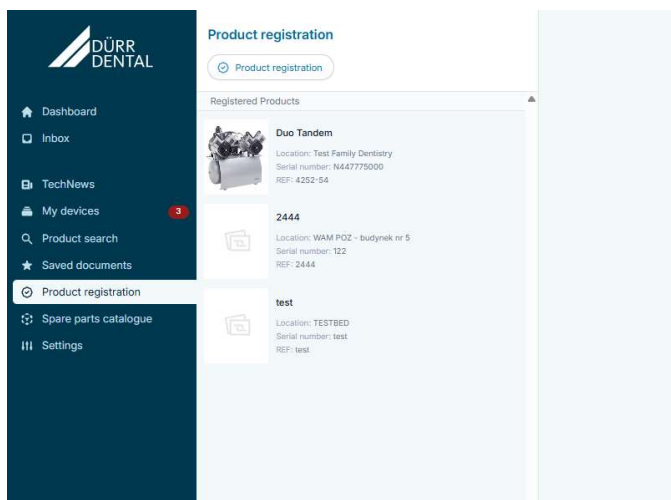 DÜRR
DENTAL
Dashboard
Inbox
TechNews
My devices 3
Product search
Saved documents
Product registration
Spare parts catalogue
Settings
Product registration
Product registration
Registered Products
Duo Tandem
Location: Test Family Dentistry
Serial number: N447775000
REF: 4252-54
2444
Location: WAM POZ - budynek nr 5
Serial number: 122
REF: 2444
test
Location: TESTBED
Serial number: test
REF: test